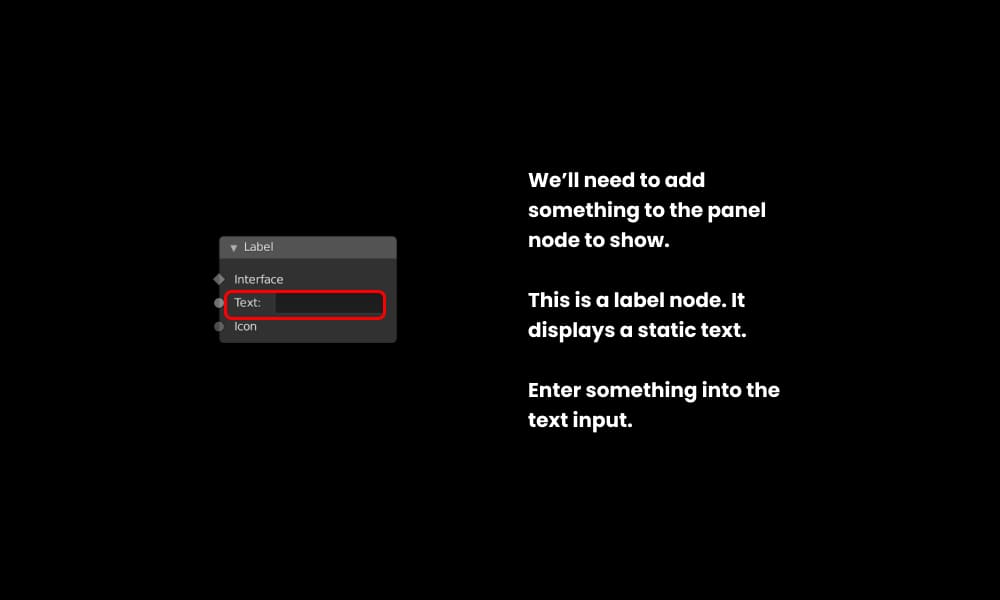 Label
Interface
Text:
Icon
We’ll need to add
something to the panel
node to show.
This is a label node. It
displays a static text.
Enter something into the
text input.